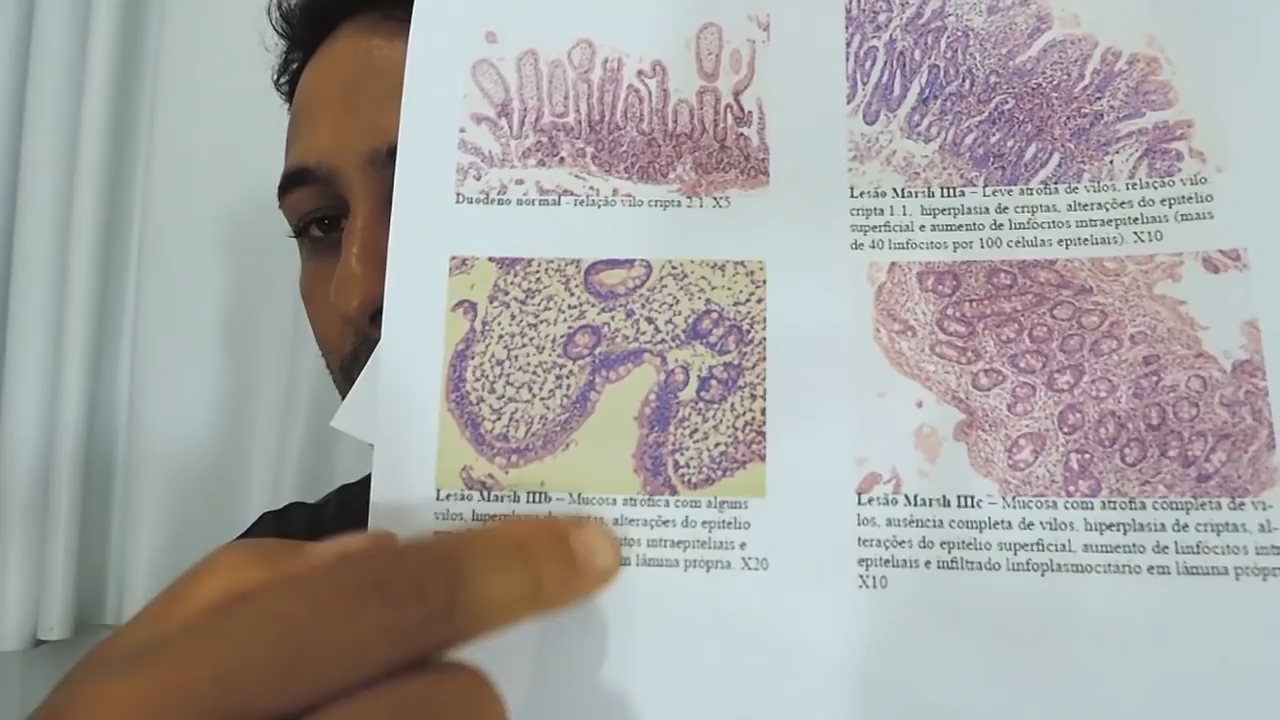 Duodeno normal - relação vilo cripta 2:1. X5
Lesão Marsh IIIa – Leve atrofia de vilos, relação vilo
cripta 1:1, hiperplasia de criptas, alterações do epitélio
superficial e aumento de linfócitos intraepiteliais (mais
de 40 linfócitos por 100 células epiteliais). X10
Lesão Marsh IIIb – Mucosa atrófica com alguns
vilos, alterações do epitélio
intraepiteliais e
lâmina própria. X20
Lesão Marsh IIIc – Mucosa com atrofia completa de vi-
los, ausência completa de vilos, hiperplasia de criptas, al-
terações do epitélio superficial, aumento de linfócitos intr
epiteliais e infiltrado linfoplasmocitário em lâmina própr
X10